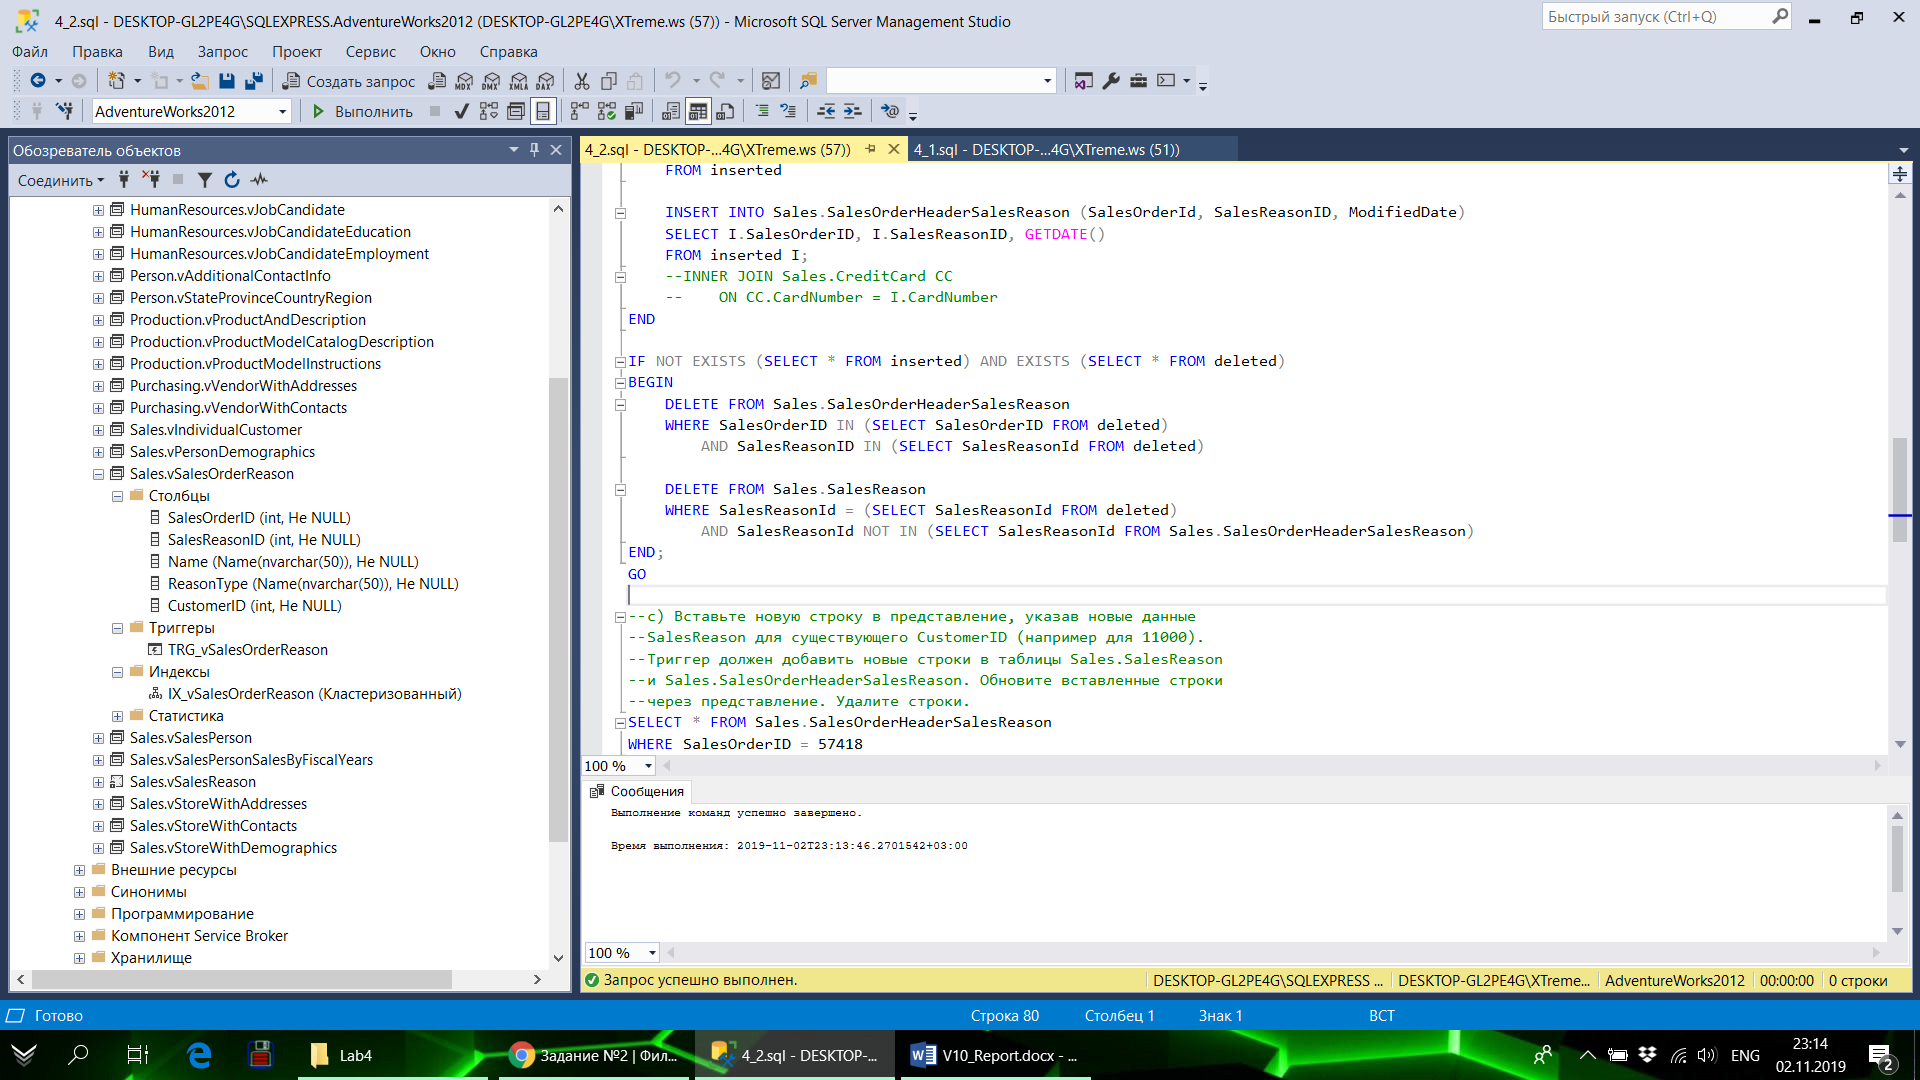 4_2.sql - DESKTOP-GL2PE4G\SQLEXPRESS.AdventureWorks2012 (DESKTOP-GL2PE4G\XTreme.ws (57)) - Microsoft SQL Server Management Studio
Быстрый запуск (Ctrl+Q)
Файл Правка Вид Запрос Проект Сервис Окно Справка
Создать запрос
AdventureWorks2012
Выполнить
Обозреватель объектов
Соединить
HumanResources.vJobCandidate
HumanResources.vJobCandidateEducation
HumanResources.vJobCandidateEmployment
Person.vAdditionalContactInfo
Person.vStateProvinceCountryRegion
Production.vProductAndDescription
Production.vProductModelCatalogDescription
Production.vProductModelInstructions
Purchasing.vVendorWithAddresses
Purchasing.vVendorWithContacts
Sales.vIndividualCustomer
Sales.vPersonDemographics
Sales.vSalesOrderReason
Столбцы
SalesOrderID (int, Не NULL)
SalesReasonID (int, Не NULL)
Name (Name(nvarchar(50)), Не NULL)
ReasonType (Name(nvarchar(50)), Не NULL)
CustomerID (int, Не NULL)
Триггеры
TRG_vSalesOrderReason
Индексы
IX_vSalesOrderReason (Кластеризованный)
Статистика
Sales.vSalesPerson
Sales.vSalesPersonSalesByFiscalYears
Sales.vSalesReason
Sales.vStoreWithAddresses
Sales.vStoreWithContacts
Sales.vStoreWithDemographics
Внешние ресурсы
Синонимы
Программирование
Компонент Service Broker
Хранилище
4_2.sql - DESKTOP-...4G\XTreme.ws (57))
4_1.sql - DESKTOP-...4G\XTreme.ws (51))
FROM inserted
INSERT INTO Sales.SalesOrderHeaderSalesReason (SalesOrderId, SalesReasonID, ModifiedDate)
SELECT I.SalesOrderID, I.SalesReasonID, GETDATE()
FROM inserted I;
--INNER JOIN Sales.CreditCard CC
-- ON CC.CardNumber = I.CardNumber
END
IF NOT EXISTS (SELECT * FROM inserted) AND EXISTS (SELECT * FROM deleted)
BEGIN
DELETE FROM Sales.SalesOrderHeaderSalesReason
WHERE SalesOrderID IN (SELECT SalesOrderID FROM deleted)
AND SalesReasonID IN (SELECT SalesReasonId FROM deleted)
DELETE FROM Sales.SalesReason
WHERE SalesReasonId = (SELECT SalesReasonId FROM deleted)
AND SalesReasonId NOT IN (SELECT SalesReasonId FROM Sales.SalesOrderHeaderSalesReason)
END;
GO
--c) Вставьте новую строку в представление, указав новые данные
--SalesReason для существующего CustomerID (например для 11000).
--Триггер должен добавить новые строки в таблицы Sales.SalesReason
--и Sales.SalesOrderHeaderSalesReason. Обновите вставленные строки
--через представление. Удалите строки.
SELECT * FROM Sales.SalesOrderHeaderSalesReason
WHERE SalesOrderID = 57418
100 %
Сообщения
Выполнение команд успешно завершено.
Время выполнения: 2019-11-02T23:13:46.2701542+03:00
100 %
Запрос успешно выполнен.
DESKTOP-GL2PE4G\SQLEXPRESS ...
DESKTOP-GL2PE4G\XTreme...
AdventureWorks2012
00:00:00
0 строки
Готово
Строка 80
Столбец 1
Знак 1
ВСТ
Lab4
Задание №2 | Фил...
4_2.sql - DESKTOP-...
V10_Report.docx - ...
ENG
23:14
02.11.2019
2